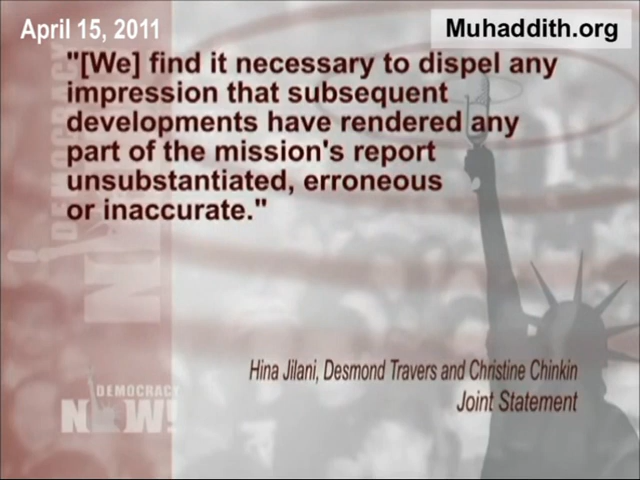 April 15, 2011
Muhaddith.org
"[We] find it necessary to dispel any
impression that subsequent
developments have rendered any
part of the mission's report
unsubstantiated, erroneous
or inaccurate."
Hina Jilani, Desmond Travers and Christine Chinkin
Joint Statement
DEMOCRACY
NOW!
DEMOCRACY
N